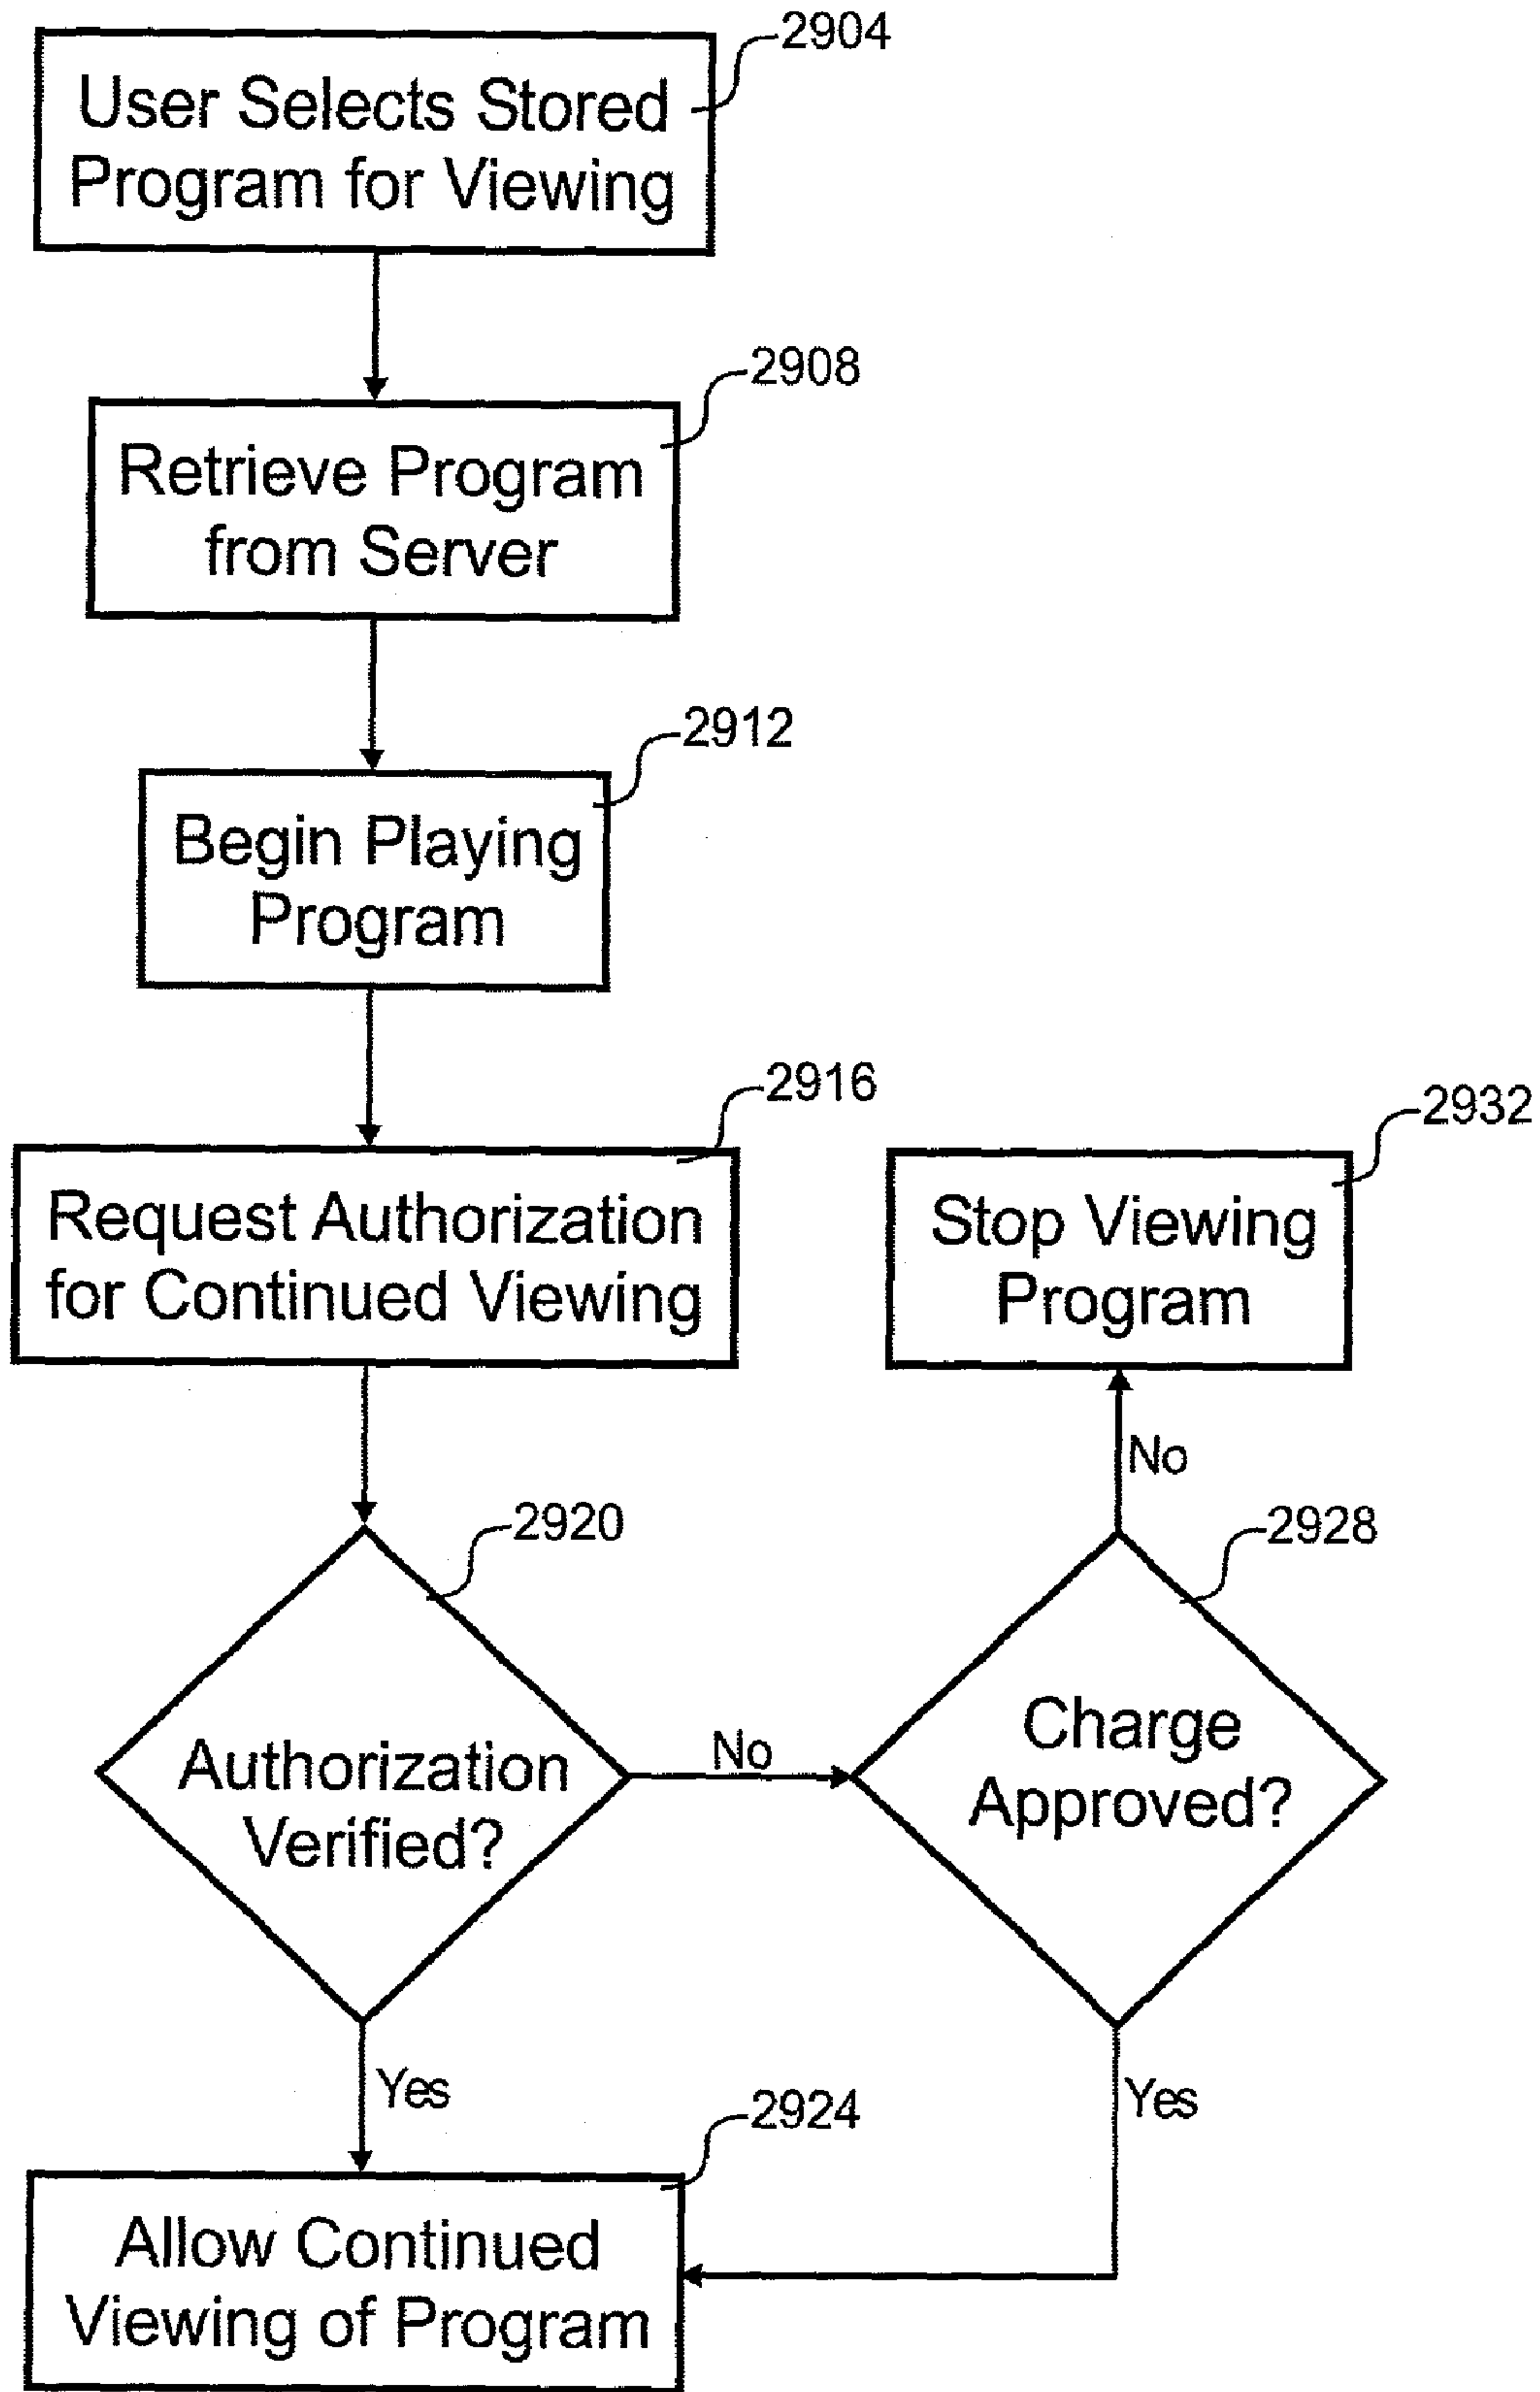 2904
User Selects Stored
Program for Viewing
2908
Retrieve Program
from Server
2912
Begin Playing
Program
2916
Request Authorization
for Continued Viewing
2932
Stop Viewing
Program
No
2920
Authorization
Verified?
No
2928
Charge
Approved?
Yes
Yes
2924
Allow Continued
Viewing of Program